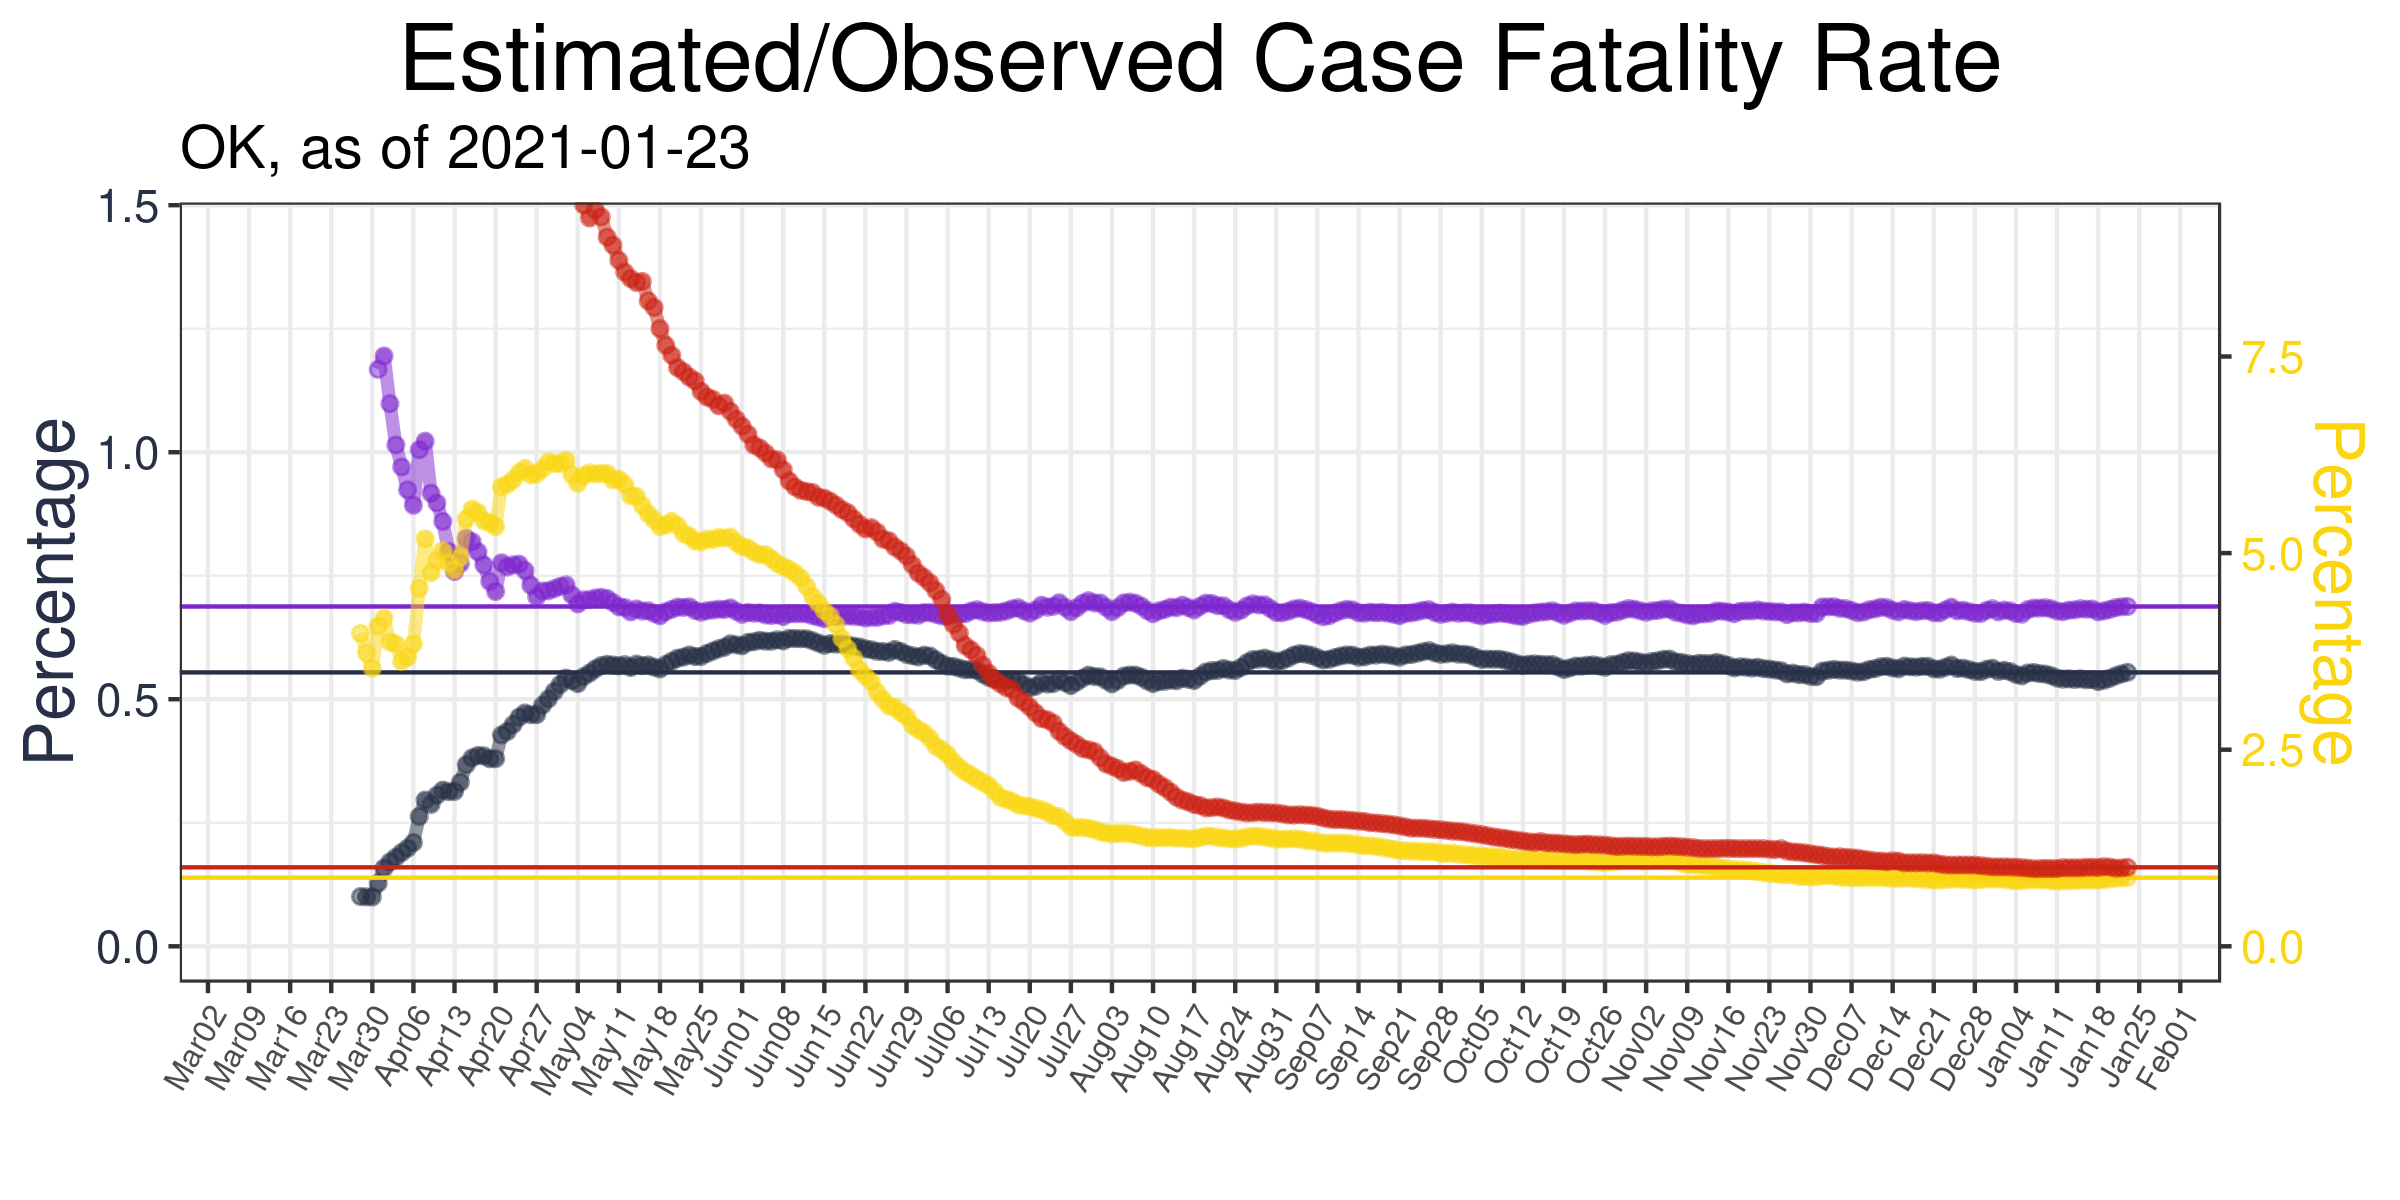 Estimated/Observed Case Fatality Rate
OK, as of 2021-01-23
Percentage
1.5
1.0
0.5
0.0
7.5
5.0
2.5
0.0
Percentage
Mar02
Mar09
Mar16
Mar23
Mar30
Apr06
Apr13
Apr20
Apr27
May04
May11
May18
May25
Jun01
Jun08
Jun15
Jun22
Jun29
Jul06
Jul13
Jul20
Jul27
Aug03
Aug10
Aug17
Aug24
Aug31
Sep07
Sep14
Sep21
Sep28
Oct05
Oct12
Oct19
Oct26
Nov02
Nov09
Nov16
Nov23
Nov30
Dec07
Dec14
Dec21
Dec28
Jan04
Jan11
Jan18
Jan25
Feb01